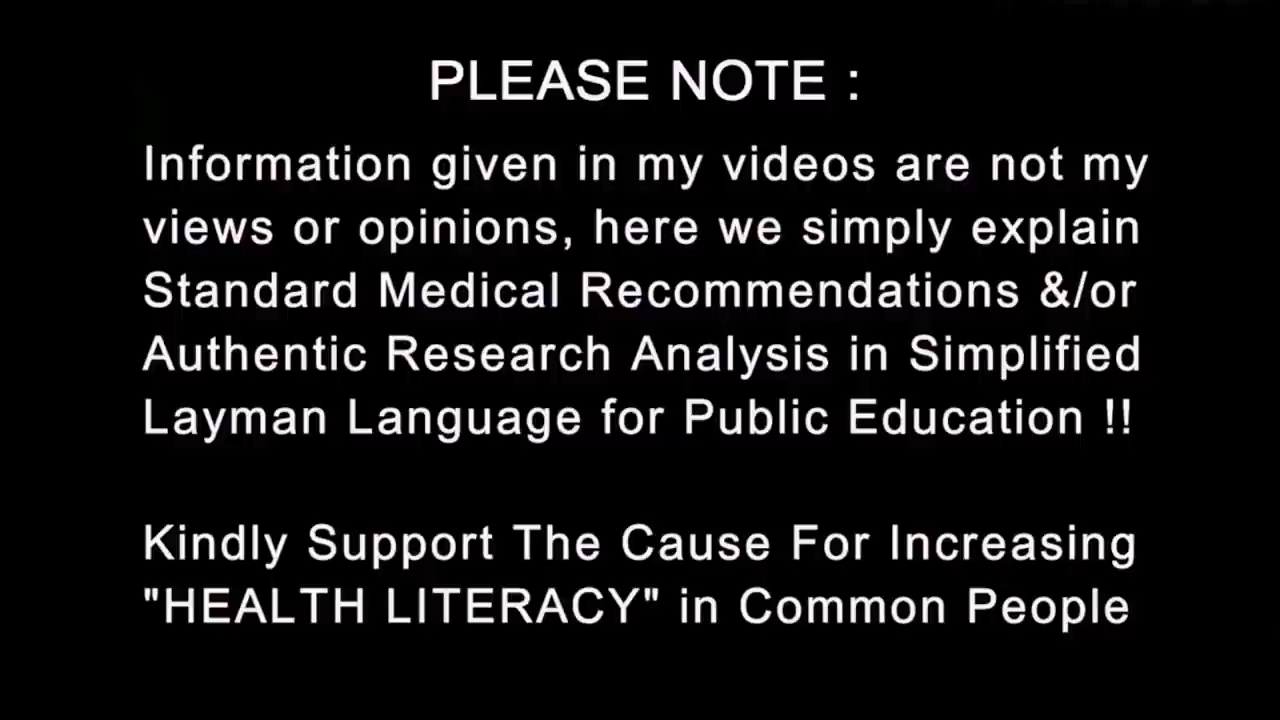 PLEASE NOTE :
Information given in my videos are not my
views or opinions, here we simply explain
Standard Medical Recommendations &/or
Authentic Research Analysis in Simplified
Layman Language for Public Education !!
Kindly Support The Cause For Increasing
"HEALTH LITERACY" in Common People